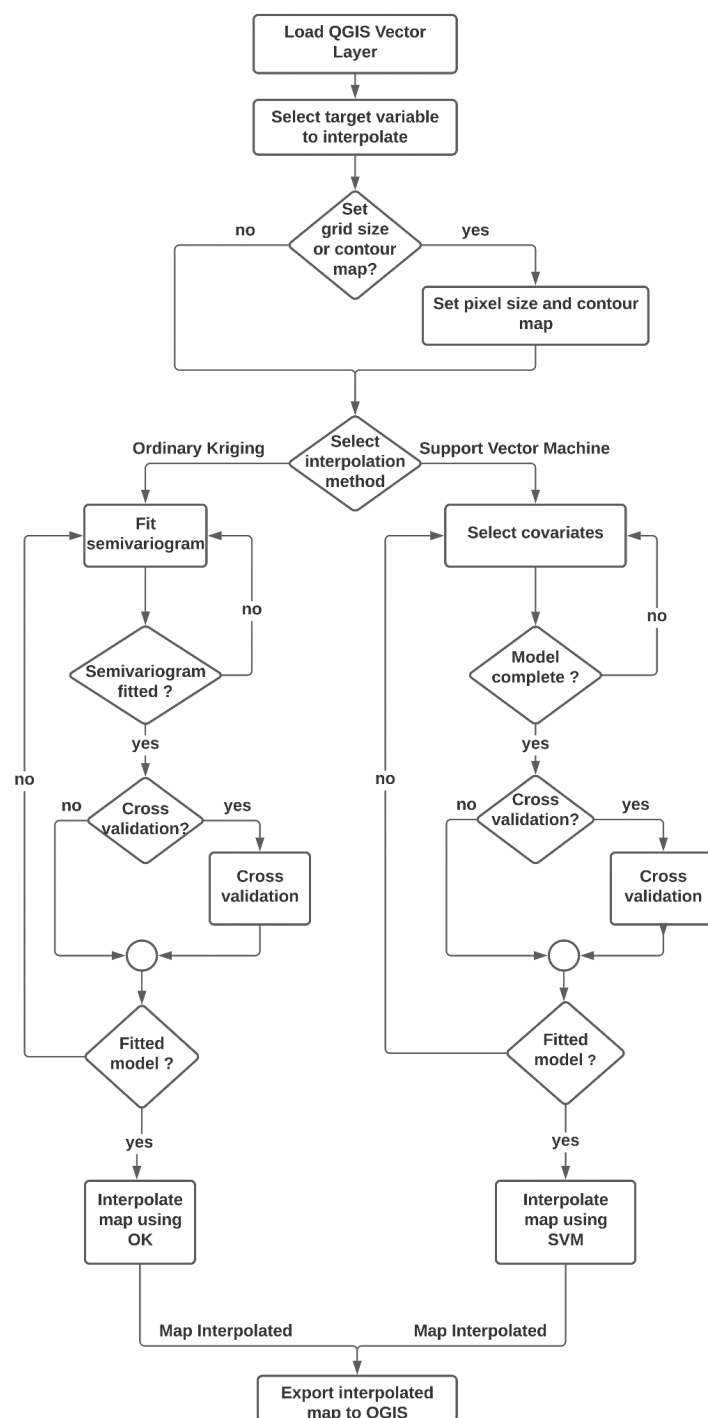 Load QGIS Vector
Layer
Select target variable
to interpolate
Set
grid size
or contour
map?
no
yes
Set pixel size and contour
map
Select
interpolation
method
Ordinary Kriging
Support Vector Machine
Fit
semivariogram
no
Semivariogram
fitted ?
yes
no
Cross
validation?
no
yes
Cross
validation
Fitted
model ?
yes
Interpolate
map using
OK
Map Interpolated
Select covariates
no
Model
complete ?
yes
no
Cross
validation?
no
yes
Cross
validation
Fitted
model ?
yes
Interpolate
map using
SVM
Map Interpolated
Export interpolated
map to QGIS